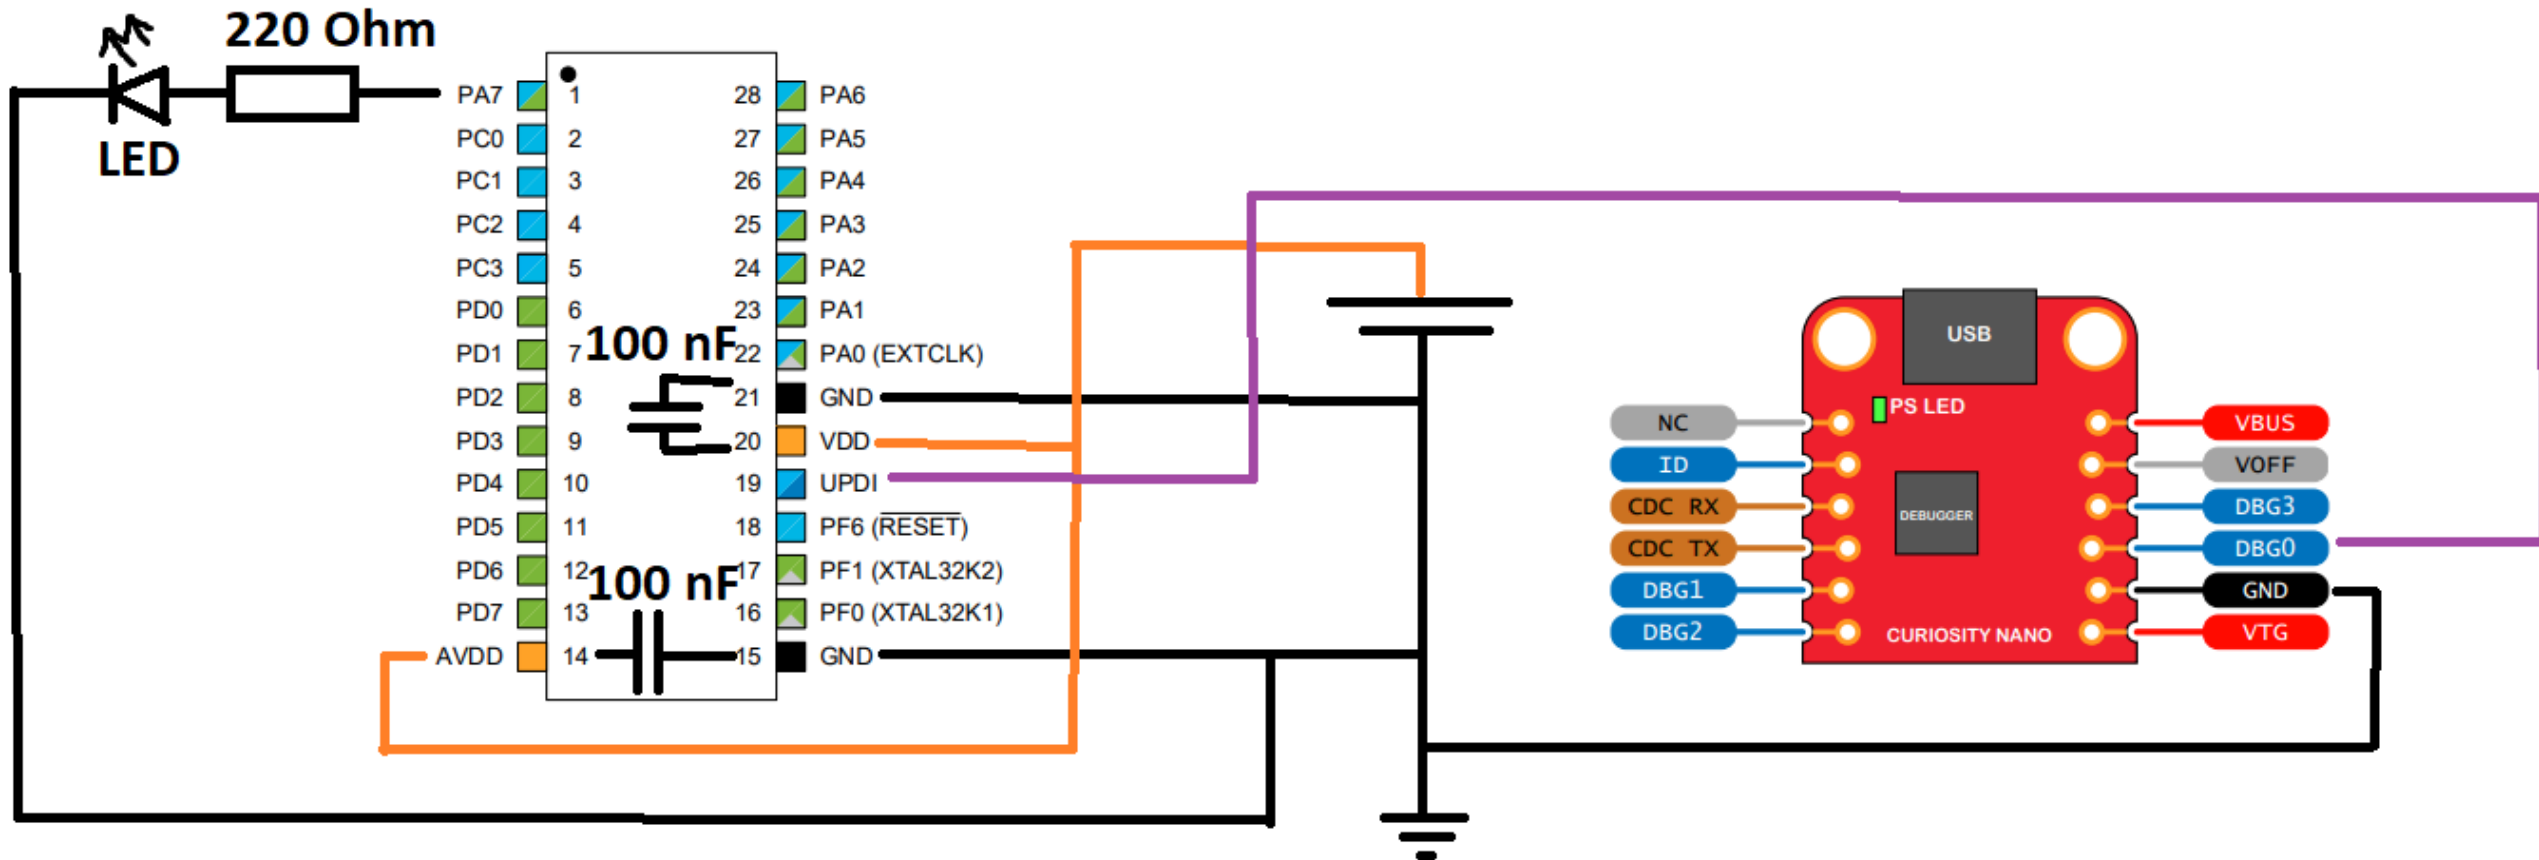 220 Ohm
LED
PA7 1 28 PA6
PC0 2 27 PA5
PC1 3 26 PA4
PC2 4 25 PA3
PC3 5 24 PA2
PD0 6 23 PA1
100 nF
PD1 7 22 PA0 (EXTCLK)
PD2 8 21 GND
PD3 9 20 VDD
PD4 10 19 UPDI
PD5 11 18 PF6 (RESET)
PD6 12 17 PF1 (XTAL32K2)
100 nF
PD7 13 16 PF0 (XTAL32K1)
AVDD 14 15 GND
USB
PS LED
NC VBUS
ID VOFF
CDC RX DEBUGGER DBG3
CDC TX DBG0
DBG1 GND
DBG2 CURIOSITY NANO VTG